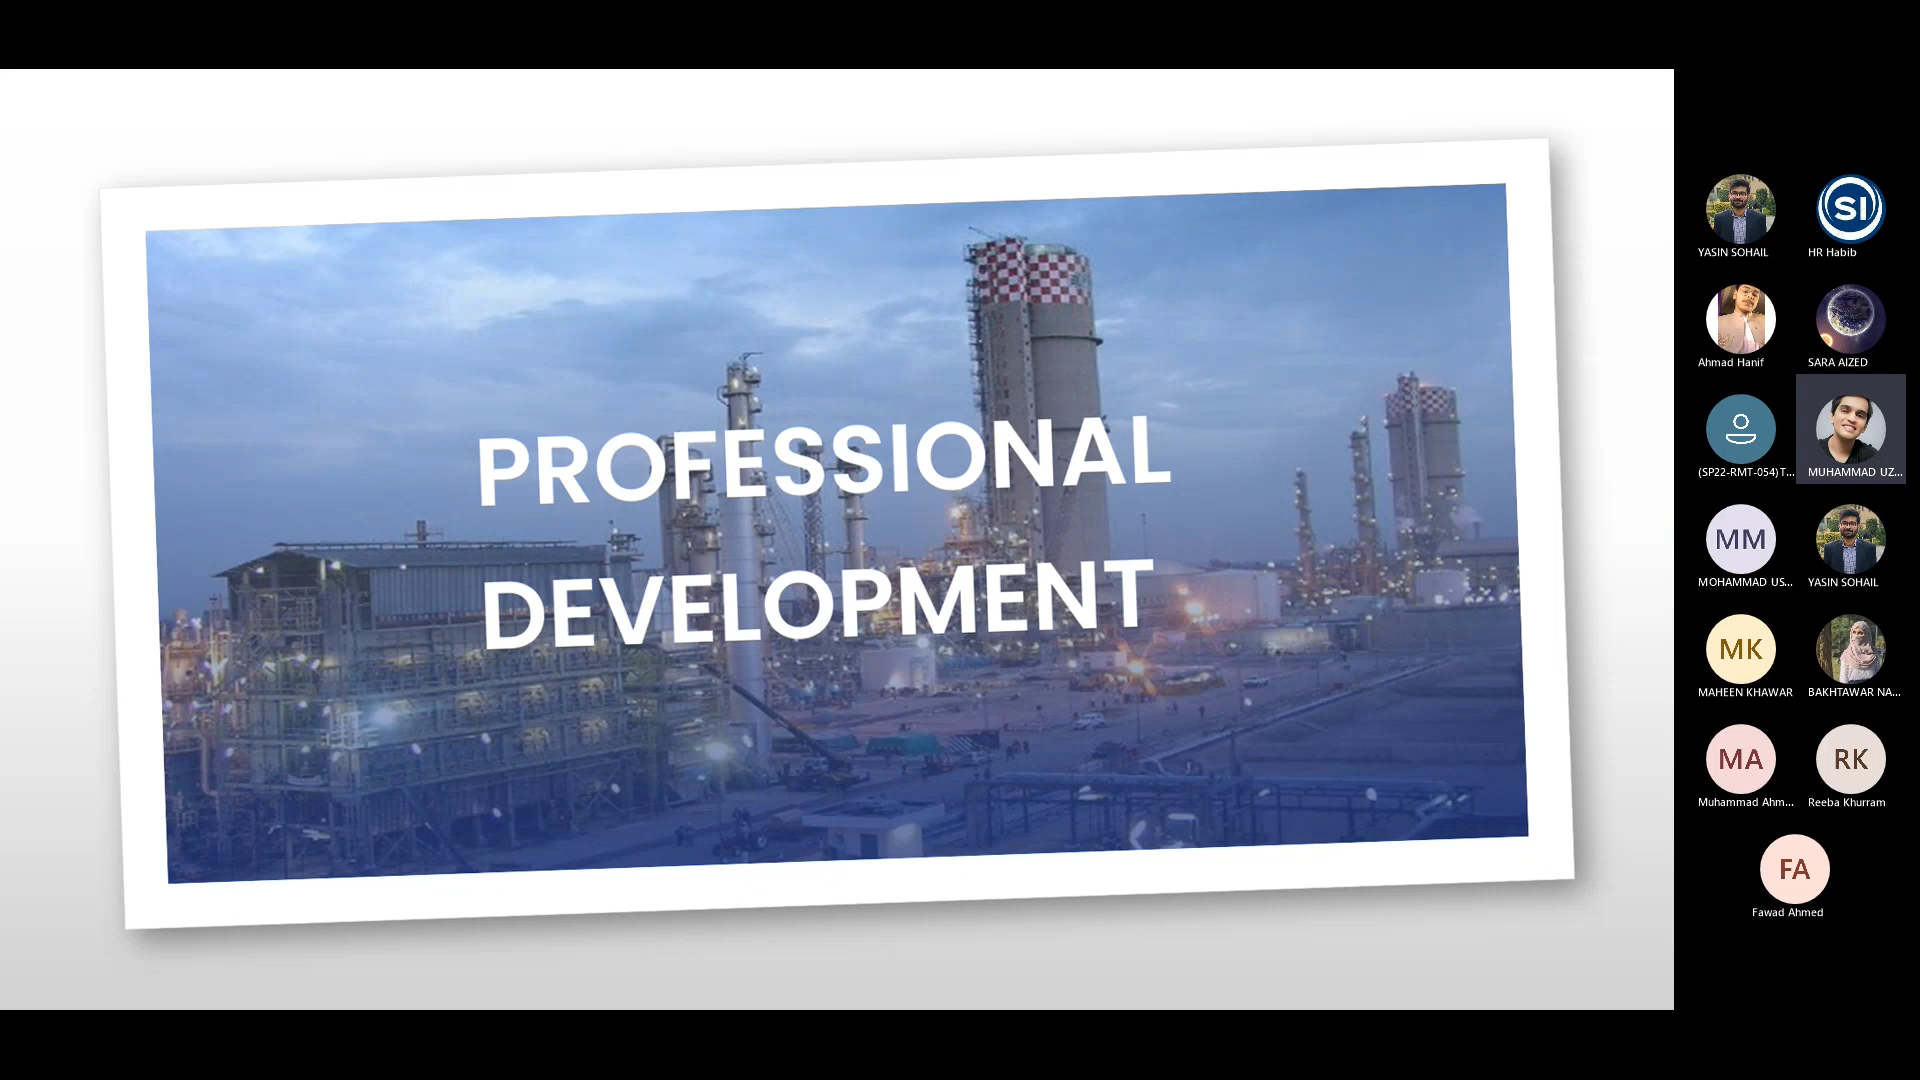 PROFESSIONAL
DEVELOPMENT
YASIN SOHAIL
SI
HR Habib
Ahmad Hanif
SARA AIZED
(SP22-RMT-054) T...
MUHAMMAD UZ...
MM
MOHAMMAD US...
YASIN SOHAIL
MK
MAHEEN KHAWAR
BAKHTAWAR NA...
MA
Muhammad Ahm...
RK
Reeba Khurram
FA
Fawad Ahmed